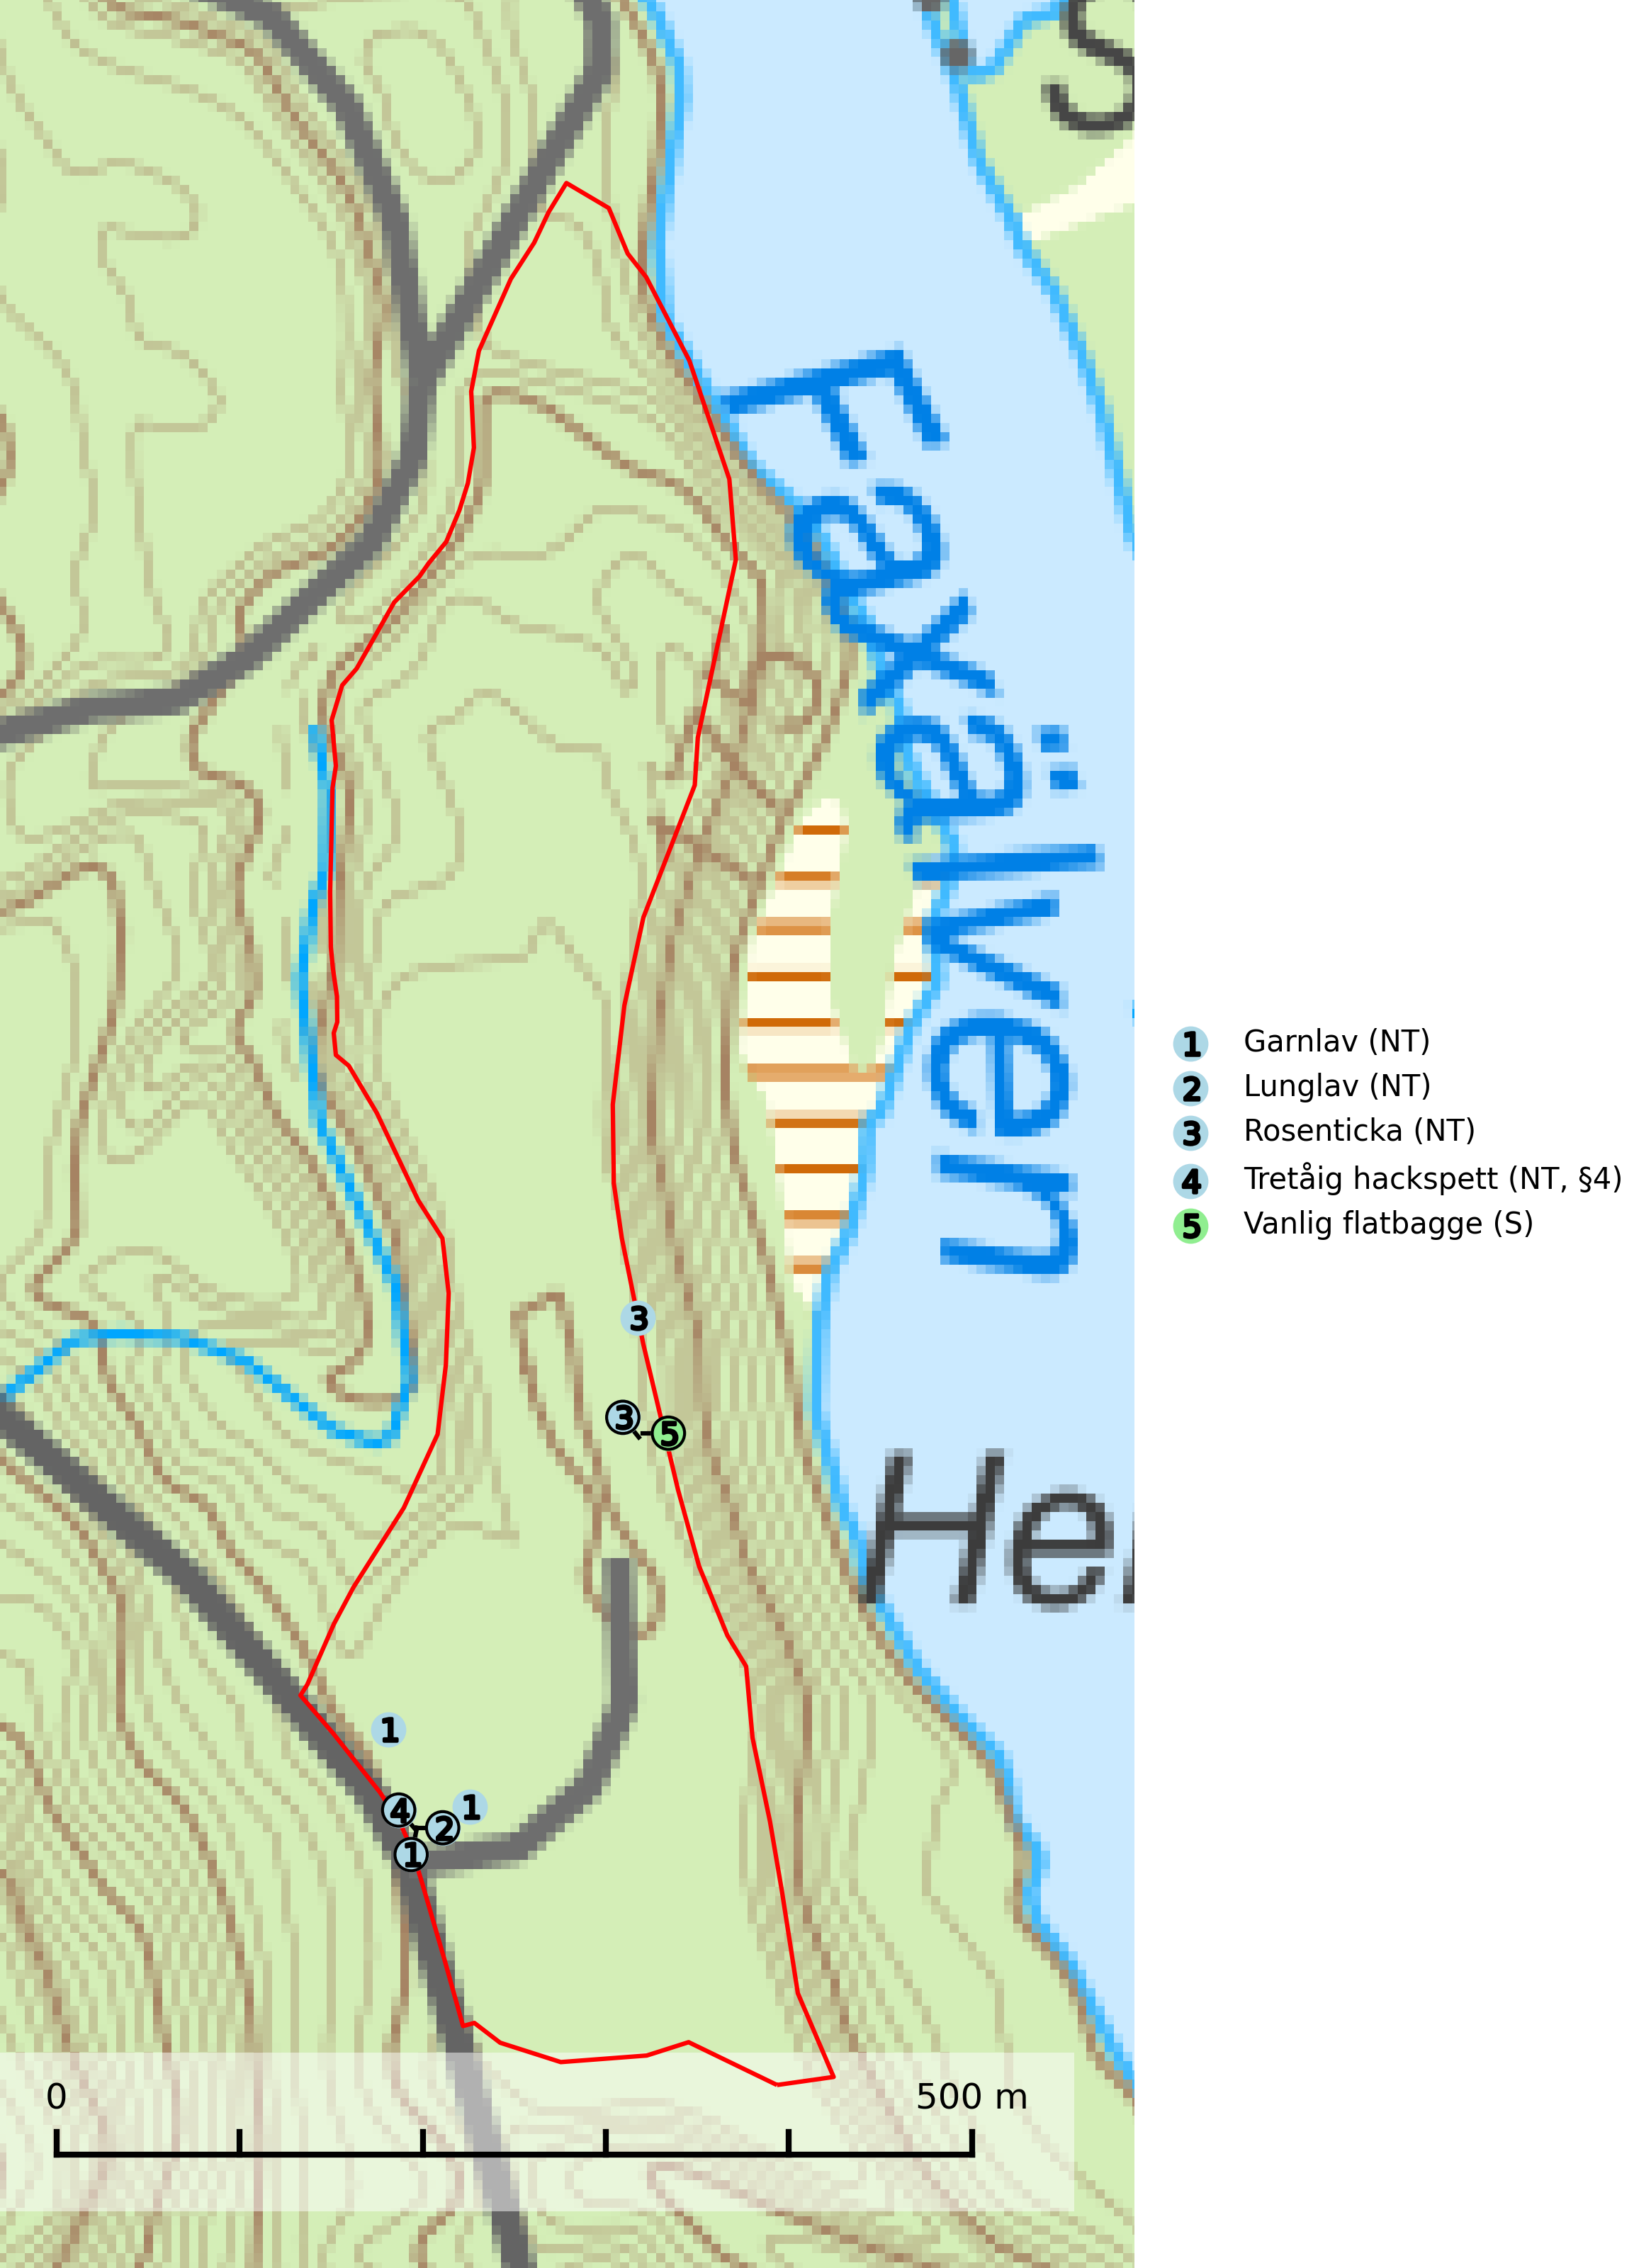 S
Faxälven
Hel
1 Garnlav (NT)
2 Lunglav (NT)
3 Rosenticka (NT)
4 Tretåig hackspett (NT, §4)
5 Vanlig flatbagge (S)
3
3 5
1
4 2 1
1
0 500 m